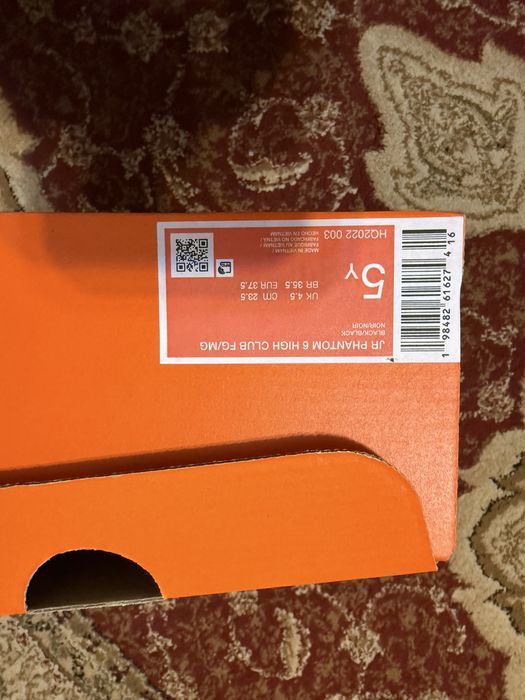 JR PHANTOM 6 HIGH CLUB FG/MG
BLACK/BLACK
NOIR/NOIR
5Y
UK 4.5 cm 23.5
BR 35.5 EUR 37.5
HQ2022 003
MADE IN VIETNAM /
FABRIQUÉ AU VIETNAM /
FABRICADO NO VIETNÃ /
HECHO EN VIETNAM
1 98482 61627 4 16